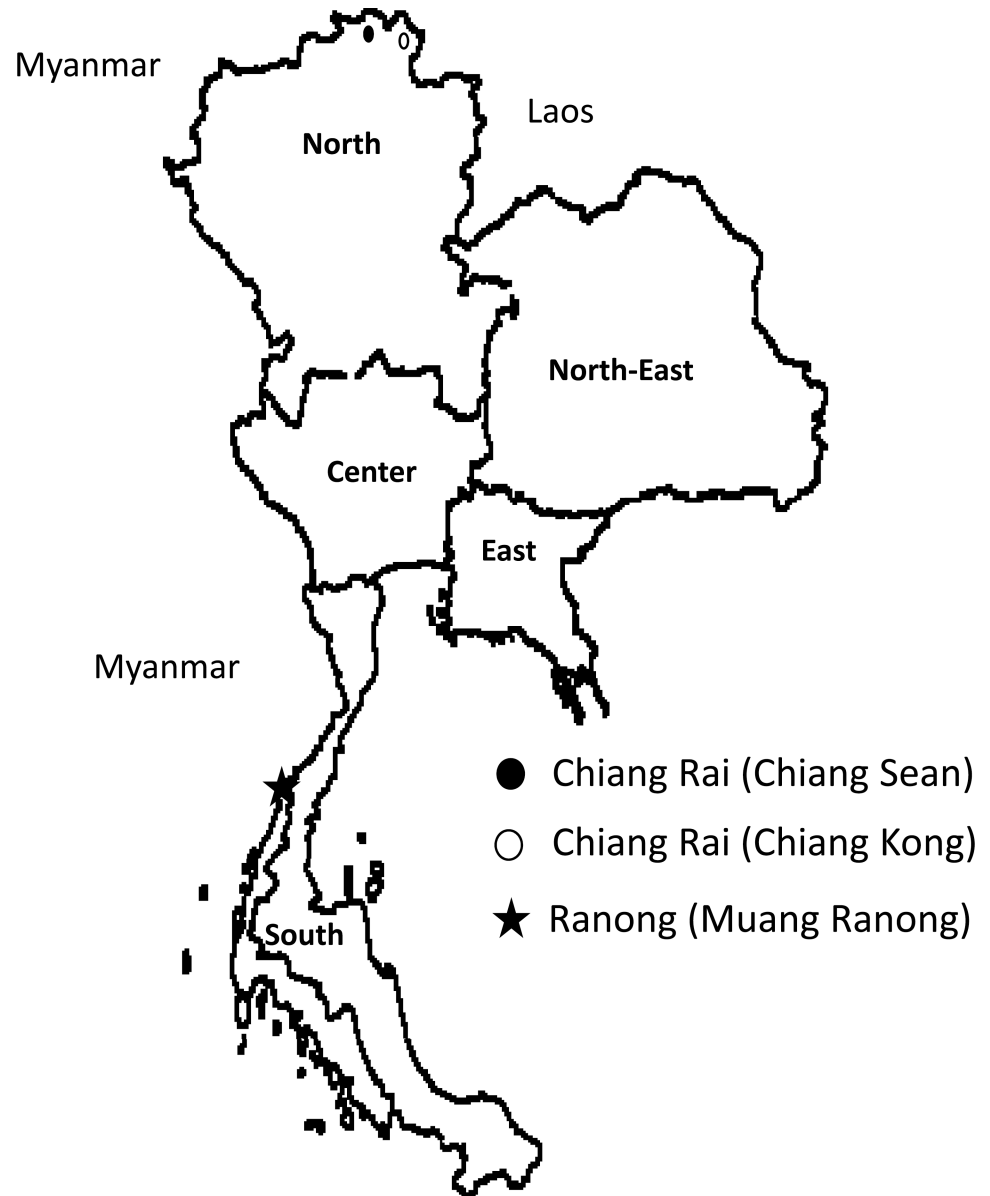 Myanmar
Laos
North
North-East
Center
East
Myanmar
Chiang Rai (Chiang Sean)
Chiang Rai (Chiang Kong)
Ranong (Muang Ranong)
South